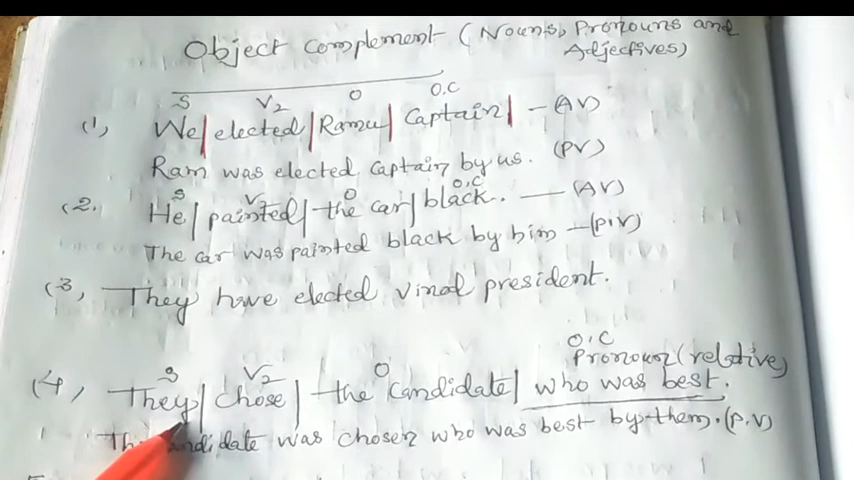 Object complement (Nouns, Pronouns and
Adjectives)
S V2 O O.C
(1) We | elected | Ramu | Captain | - (AV)
Ram was elected captain by us. (PV)
S V O O.C
(2. He | painted | the car | black. - (AV)
The car was painted black by him - (P.V)
(3, They have elected vinod president.
O.C
S V2 O Pronoun (relative)
(4, They | chose | the candidate | who was best.
was chosen who was best by them. (P.V)